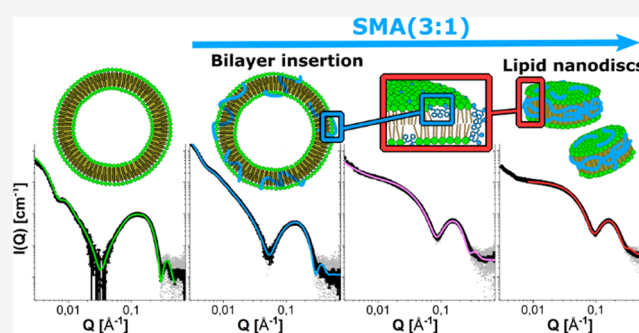 SMA(3:1)
Bilayer insertion
Lipid nanodiscs
I(Q) [cm⁻¹]
0,01 0,1 0,01 0,1 0,01 0,1 0,01 0,1
Q [Å⁻¹] Q [Å⁻¹] Q [Å⁻¹] Q [Å⁻¹]